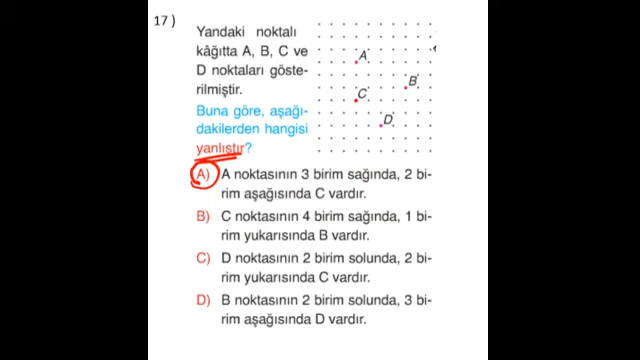 17 )
Yandaki noktalı
kâğıtta A, B, C ve
D noktaları göste-
rilmiştir.
Buna göre, aşağı-
dakilerden hangisi
yanlıştır?
A
B
C
D
A) A noktasının 3 birim sağında, 2 bi-
rim aşağısında C vardır.
B) C noktasının 4 birim sağında, 1 bi-
rim yukarısında B vardır.
C) D noktasının 2 birim solunda, 2 bi-
rim yukarısında C vardır.
D) B noktasının 2 birim solunda, 3 bi-
rim aşağısında D vardır.